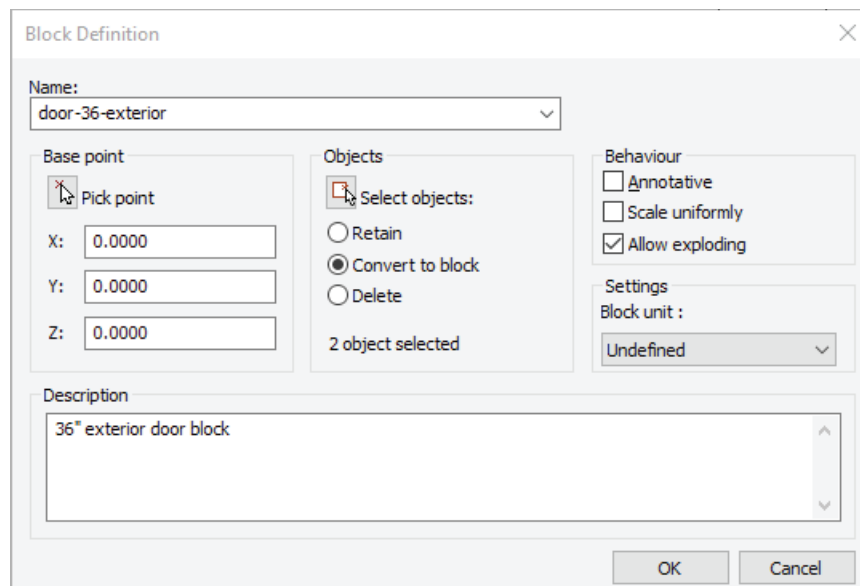 Block Definition
Name:
door-36-exterior
Base point
Pick point
X: 0.0000
Y: 0.0000
Z: 0.0000
Objects
Select objects:
Retain
Convert to block
Delete
2 object selected
Behaviour
Annotative
Scale uniformly
Allow exploding
Settings
Block unit :
Undefined
Description
36" exterior door block
OK
Cancel